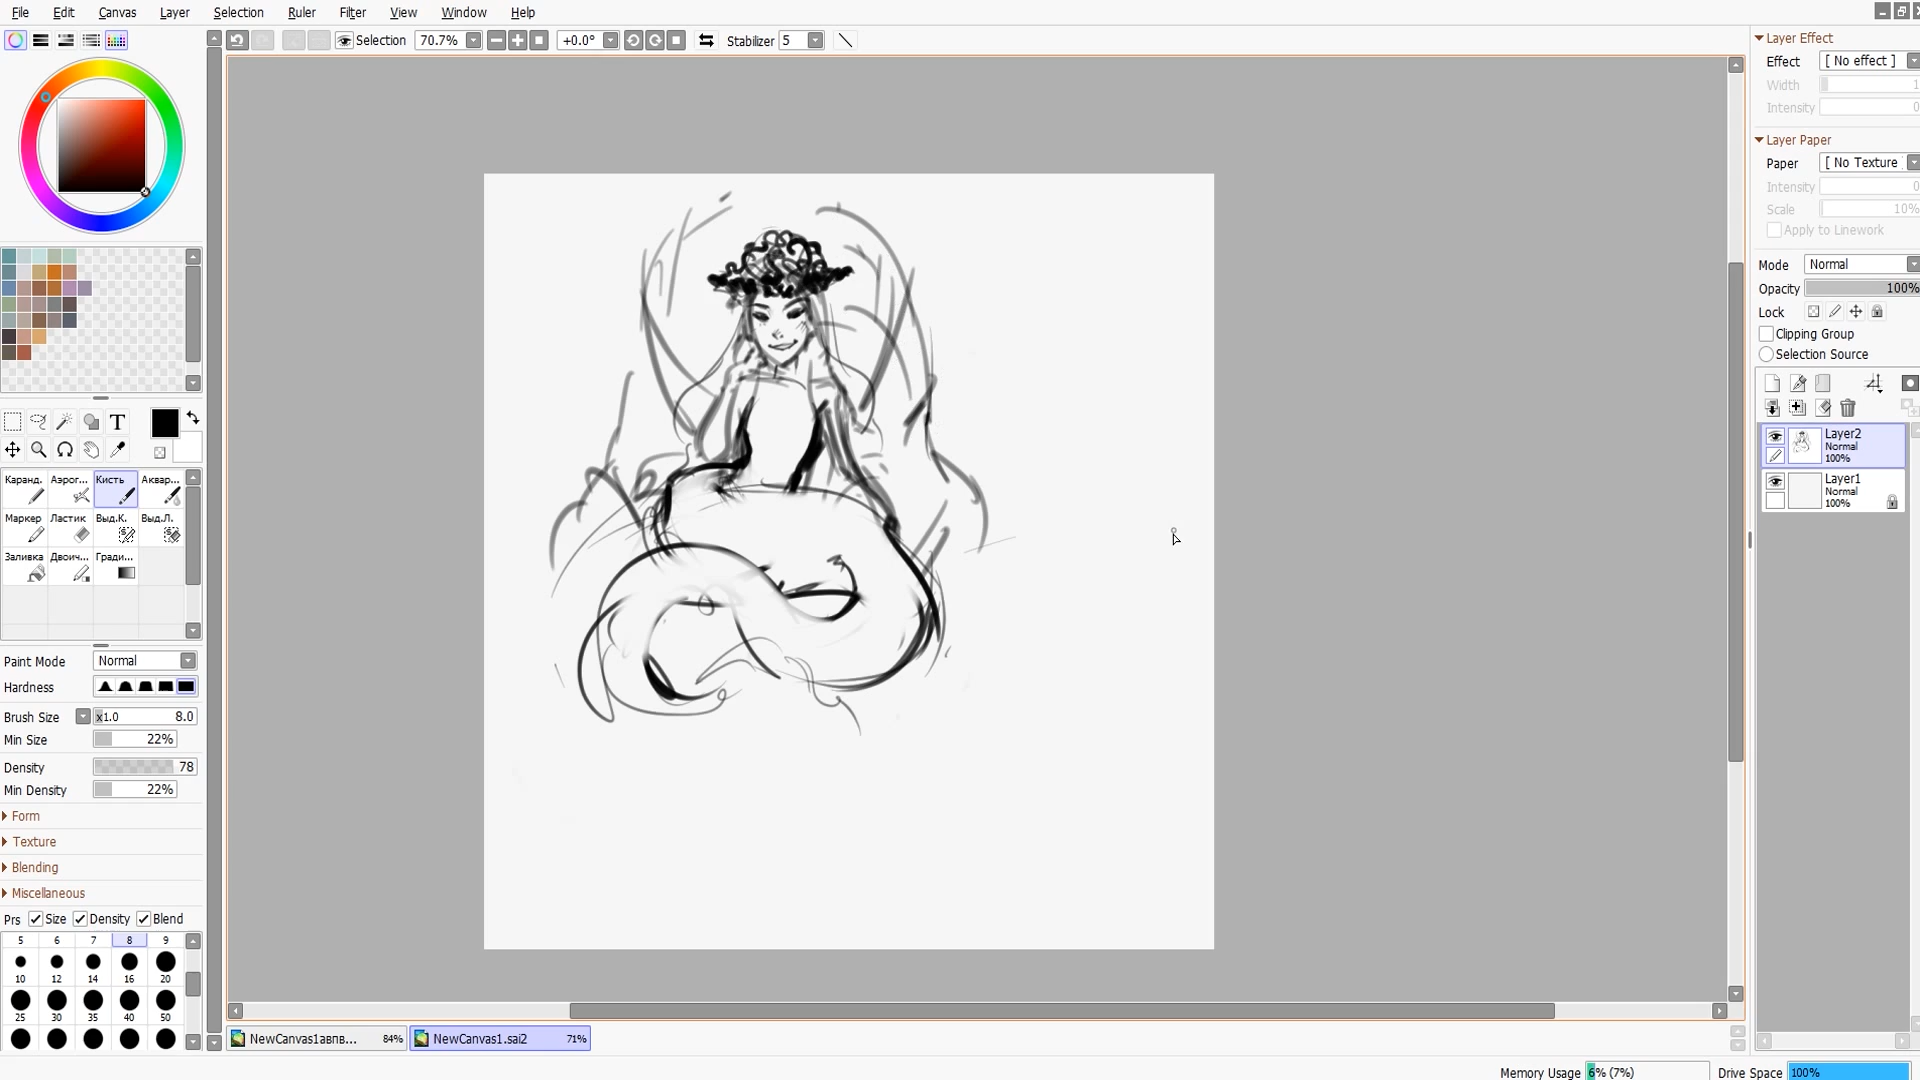 File Edit Canvas Layer Selection Ruler Filter View Window Help
Selection 70.7% +0.0° Stabilizer 5
Layer Effect
Effect [ No effect ]
Width 1
Intensity 0
Layer Paper
Paper [ No Texture
Intensity 0
Scale 10%
Apply to Linework
Mode Normal
Opacity 100%
Lock
Clipping Group
Selection Source
Layer2
Normal
100%
Layer1
Normal
100%
T
Каранд. Аэрог... Кисть Аквар...
Маркер Ластик Выд.К. Выд.Л.
Заливка Двоич... Гради...
Paint Mode Normal
Hardness
Brush Size x1.0 8.0
Min Size 22%
Density 78
Min Density 22%
Form
Texture
Blending
Miscellaneous
Prs Size Density Blend
5 6 7 8 9
10 12 14 16 20
25 30 35 40 50
NewCanvas1авпв... 84% NewCanvas1.sai2 71%
Memory Usage 6% (7%) Drive Space 100%